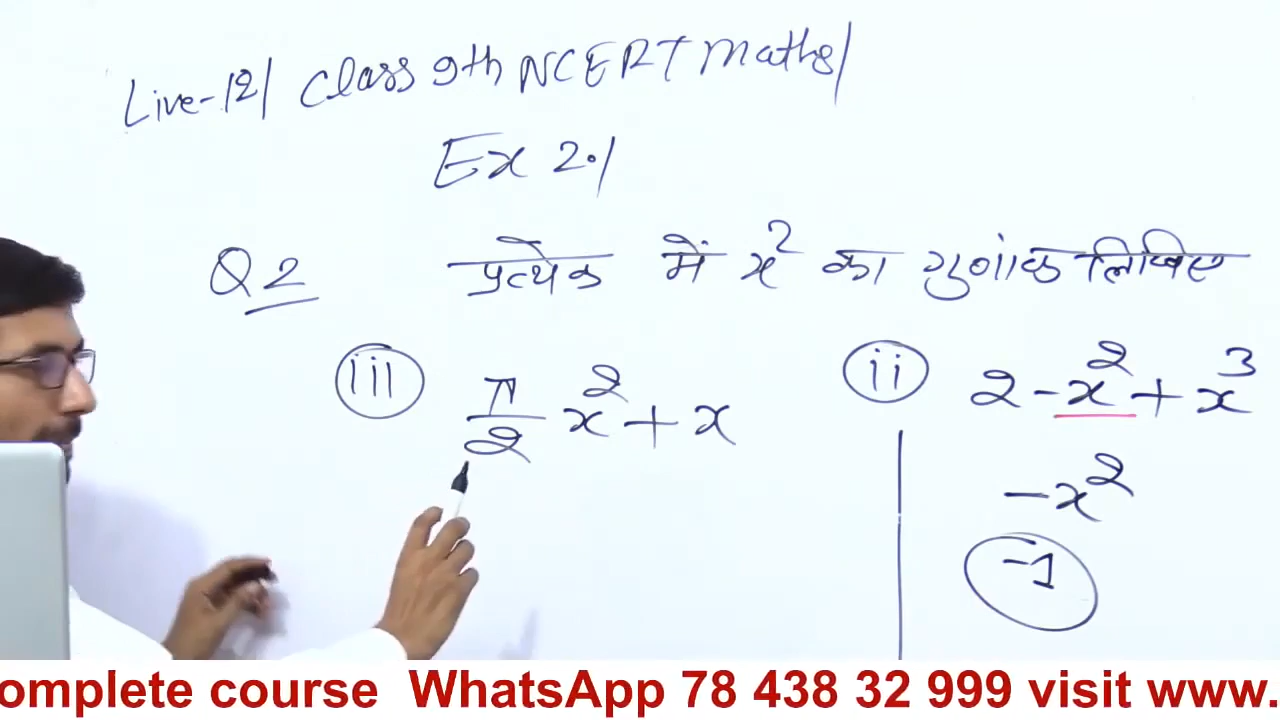 Live-12/ Class 9th NCERT Maths/
Ex 2.1
Q2 प्रत्येक में x² का गुणांक लिखिए
(iii) π/2 x² + x
(ii) 2 - x² + x³
-x²
-1
omplete course WhatsApp 78 438 32 999 visit www.